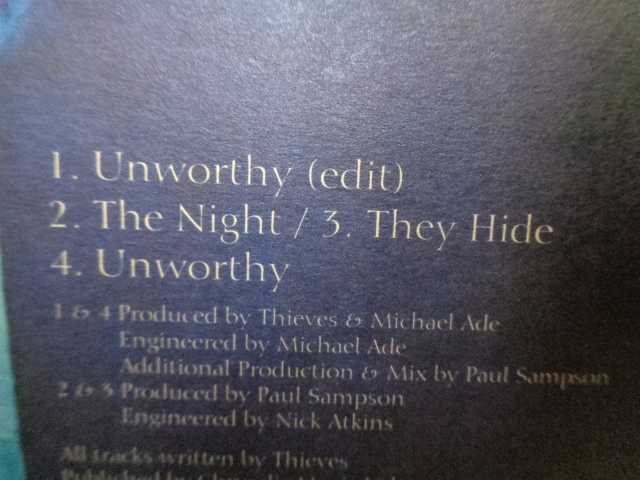 1. Unworthy (edit)
2. The Night / 3. They Hide
4. Unworthy
1 & 4 Produced by Thieves & Michael Ade
Engineered by Michael Ade
Additional Production & Mix by Paul Sampson
2 & 3 Produced by Paul Sampson
Engineered by Nick Atkins
All tracks written by Thieves
Published by